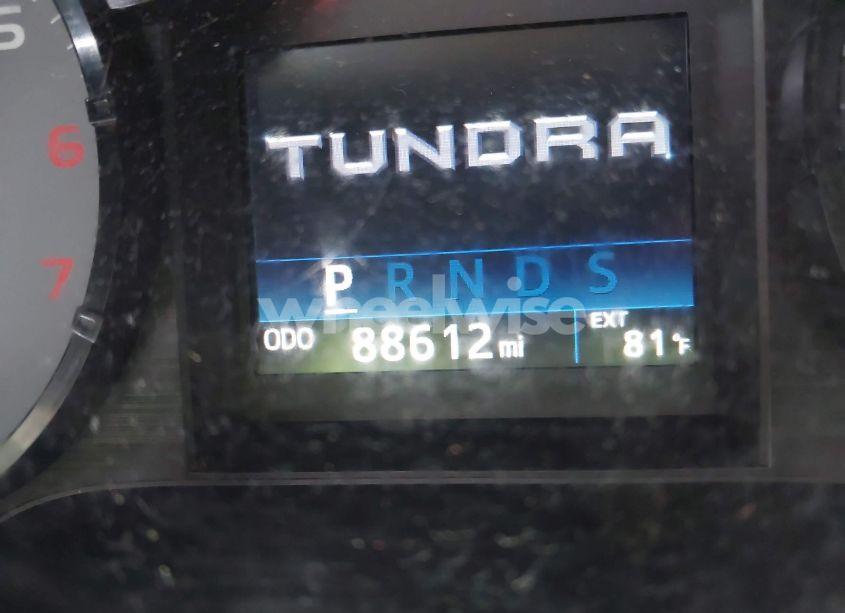 5
6
7
TUNDRA
P R N D S
wheelwise
ODO 88612 mi
EXT
81°F